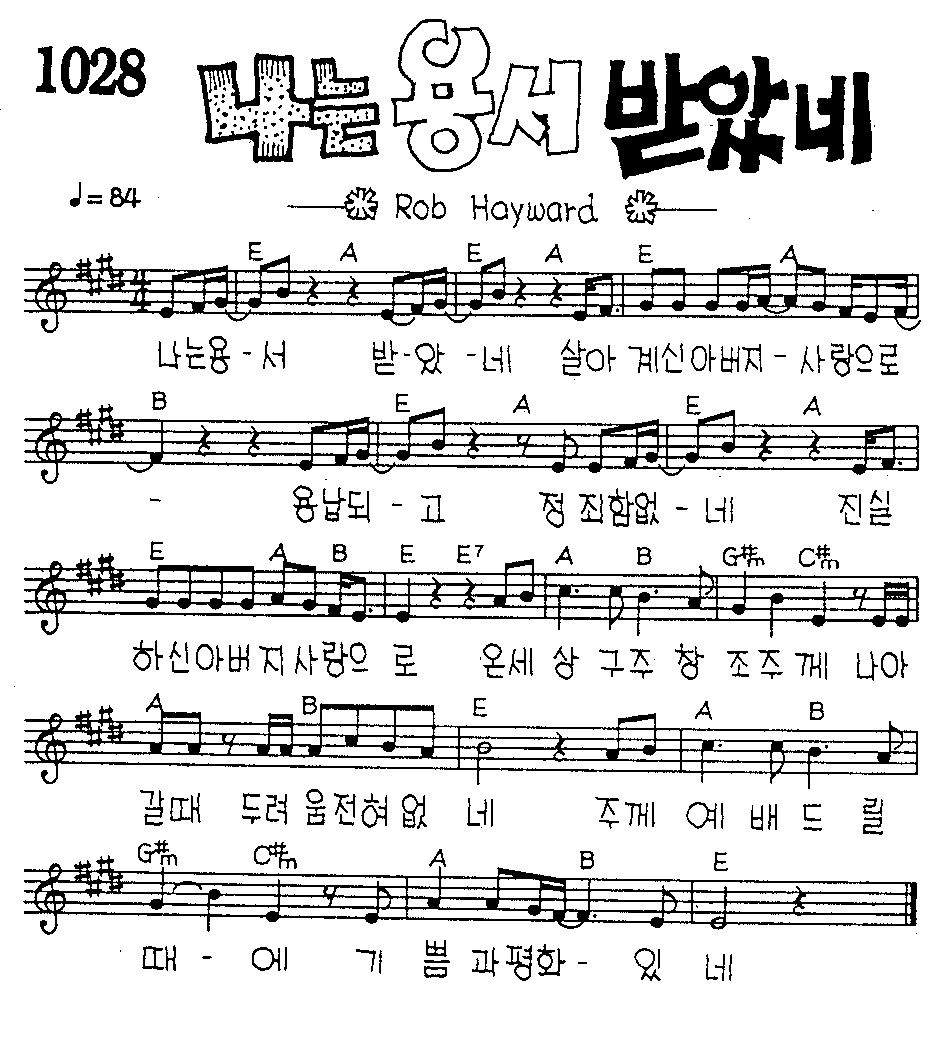 1028
나는 용서 받았네
♩=84
Rob Hayward
E A E A E A
나는용-서 받-았-네 살아 계신아버지-사랑으로
B E A E A
- 용납되-고 정죄함없-네 진실
E A B E E7 A B G#m C#m
하신아버지사랑으로 온세상 구주 창조주께 나아
A B E A B
갈때 두려움전혀없네 주께 예배드릴
G#m C#m A B E
때-에 기쁨과평화-있네